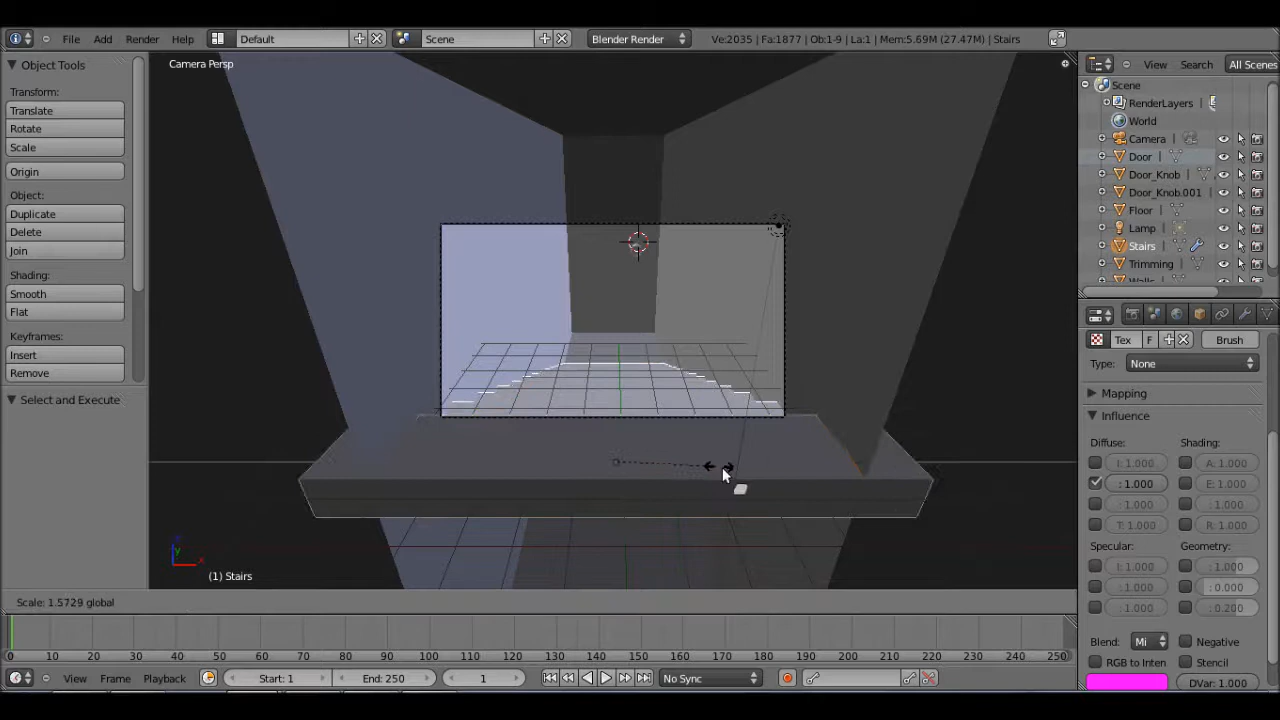 File Add Render Help Default Scene Blender Render Ve:2035 | Fa:1877 | Ob:1-9 | La:1 | Mem:5.69M (27.47M) | Stairs View Search All Scenes
Object Tools
Transform:
Translate
Rotate
Scale
Origin
Object:
Duplicate
Delete
Join
Shading:
Smooth
Flat
Keyframes:
Insert
Remove
Select and Execute
Camera Persp
z
y
x
(1) Stairs
Scale: 1.5729 global
Scene
RenderLayers
World
Camera
Door
Door_Knob
Door_Knob.001
Floor
Lamp
Stairs
Trimming
Walls
Tex F Brush
Type: None
Mapping
Influence
Diffuse: Shading:
I: 1.000 A: 1.000
: 1.000 E: 1.000
: 1.000 : 1.000
T: 1.000 R: 1.000
Specular: Geometry:
I: 1.000 : 1.000
: 1.000 : 0.000
: 1.000 : 0.200
Blend: Mi Negative
RGB to Inten Stencil
DVar: 1.000
0 10 20 30 40 50 60 70 80 90 100 110 120 130 140 150 160 170 180 190 200 210 220 230 240 250
View Frame Playback Start: 1 End: 250 1 No Sync